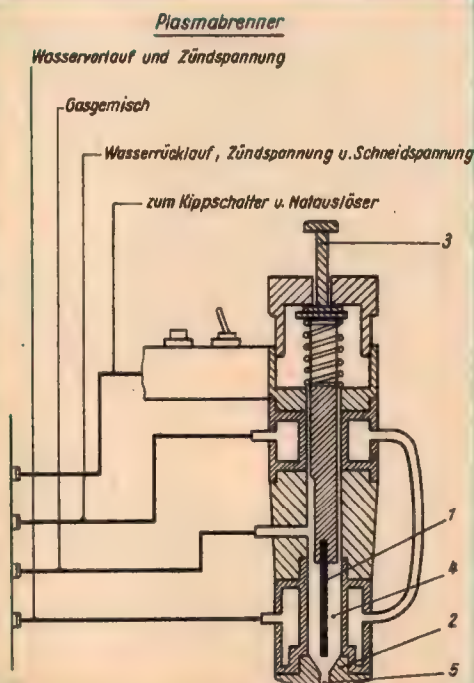 Plasmabrenner
Wasservorlauf und Zündspannung
Gasgemisch
Wasserrücklauf, Zündspannung u. Schneidspannung
zum Kippschalter u. Notauslöser
3
1
4
2
5